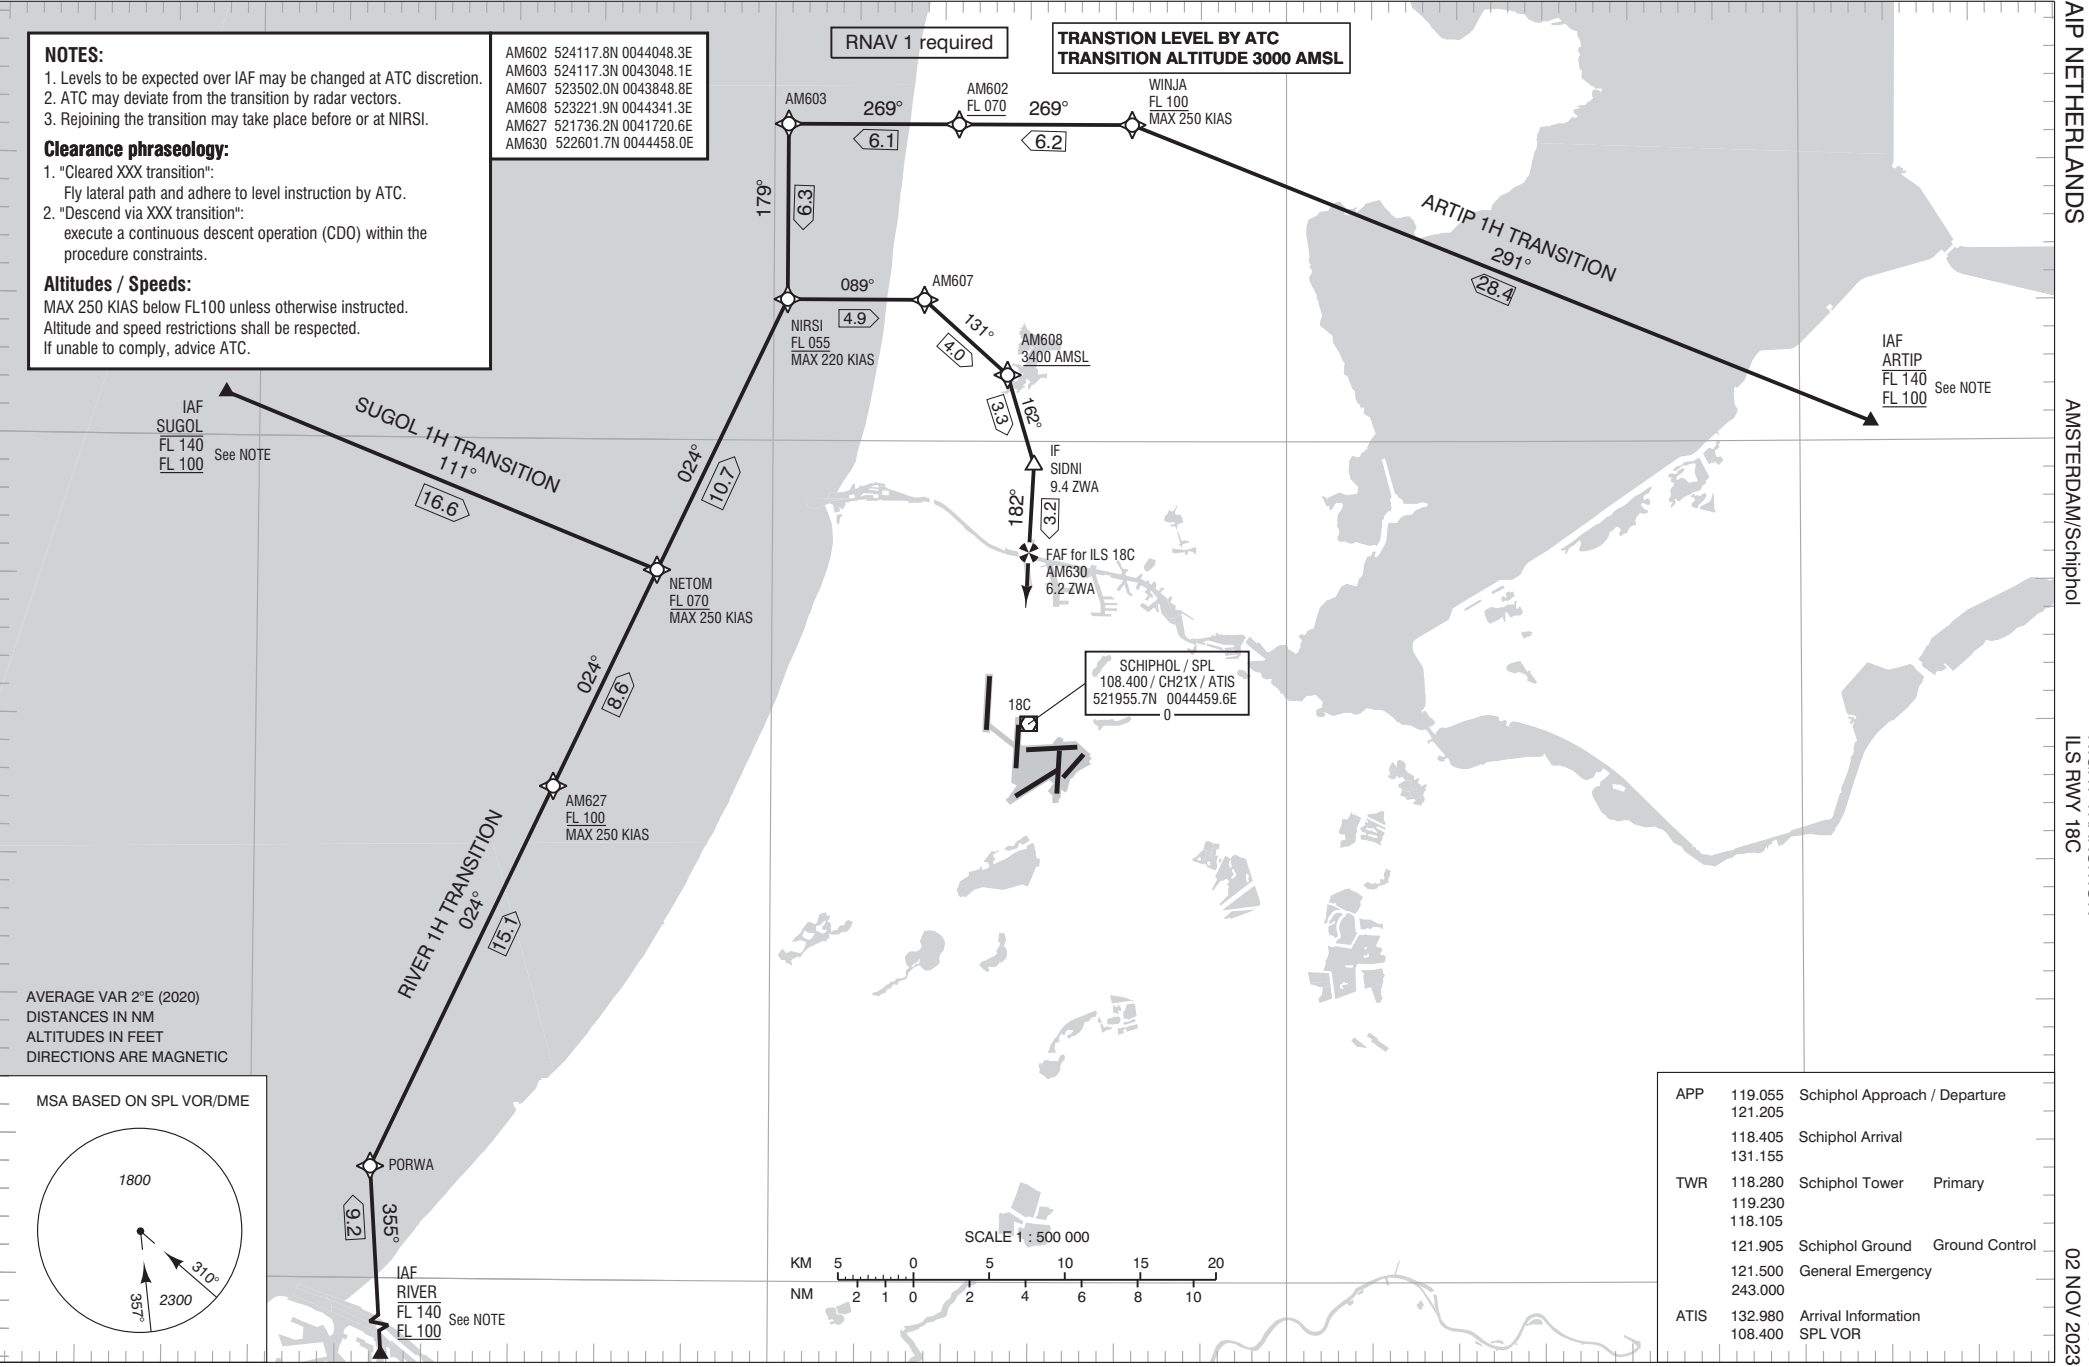 NOTES:
1. Levels to be expected over IAF may be changed at ATC discretion.
2. ATC may deviate from the transition by radar vectors.
3. Rejoining the transition may take place before or at NIRSI.
Clearance phraseology:
1. "Cleared XXX transition":
Fly lateral path and adhere to level instruction by ATC.
2. "Descend via XXX transition":
execute a continuous descent operation (CDO) within the
procedure constraints.
Altitudes / Speeds:
MAX 250 KIAS below FL100 unless otherwise instructed.
Altitude and speed restrictions shall be respected.
If unable to comply, advice ATC.
AM602 524117.8N 0044048.3E
AM603 524117.3N 0043048.1E
AM607 523502.0N 0043848.8E
AM608 523221.9N 0044341.3E
AM627 521736.2N 0041720.6E
AM630 522601.7N 0044458.0E
RNAV 1 required
TRANSTION LEVEL BY ATC
TRANSITION ALTITUDE 3000 AMSL
AM603
269°
6.1
AM602
FL 070
269°
6.2
WINJA
FL 100
MAX 250 KIAS
179°
6.3
ARTIP 1H TRANSITION
291°
28.4
IAF
ARTIP
FL 140
FL 100
See NOTE
089°
4.9
AM607
NIRSI
FL 055
MAX 220 KIAS
131°
4.0
AM608
3400 AMSL
162°
3.3
IF
SIDNI
9.4 ZWA
182°
3.2
FAF for ILS 18C
AM630
6.2 ZWA
IAF
SUGOL
FL 140
FL 100
See NOTE
SUGOL 1H TRANSITION
111°
16.6
024°
10.7
NETOM
FL 070
MAX 250 KIAS
024°
8.6
SCHIPHOL / SPL
108.400 / CH21X / ATIS
521955.7N 0044459.6E
0
18C
AM627
FL 100
MAX 250 KIAS
RIVER 1H TRANSITION
024°
15.1
AVERAGE VAR 2°E (2020)
DISTANCES IN NM
ALTITUDES IN FEET
DIRECTIONS ARE MAGNETIC
MSA BASED ON SPL VOR/DME
1800
310°
357°
2300
PORWA
9.2
355°
IAF
RIVER
FL 140
FL 100
See NOTE
SCALE 1 : 500 000
KM 5 0 5 10 15 20
NM 2 1 0 2 4 6 8 10
APP 119.055 Schiphol Approach / Departure
121.205
118.405 Schiphol Arrival
131.155
TWR 118.280 Schiphol Tower Primary
119.230
118.105
121.905 Schiphol Ground Ground Control
121.500 General Emergency
243.000
ATIS 132.980 Arrival Information
108.400 SPL VOR
AIP NETHERLANDS
AMSTERDAM/Schiphol
ILS RWY 18C
02 NOV 2023